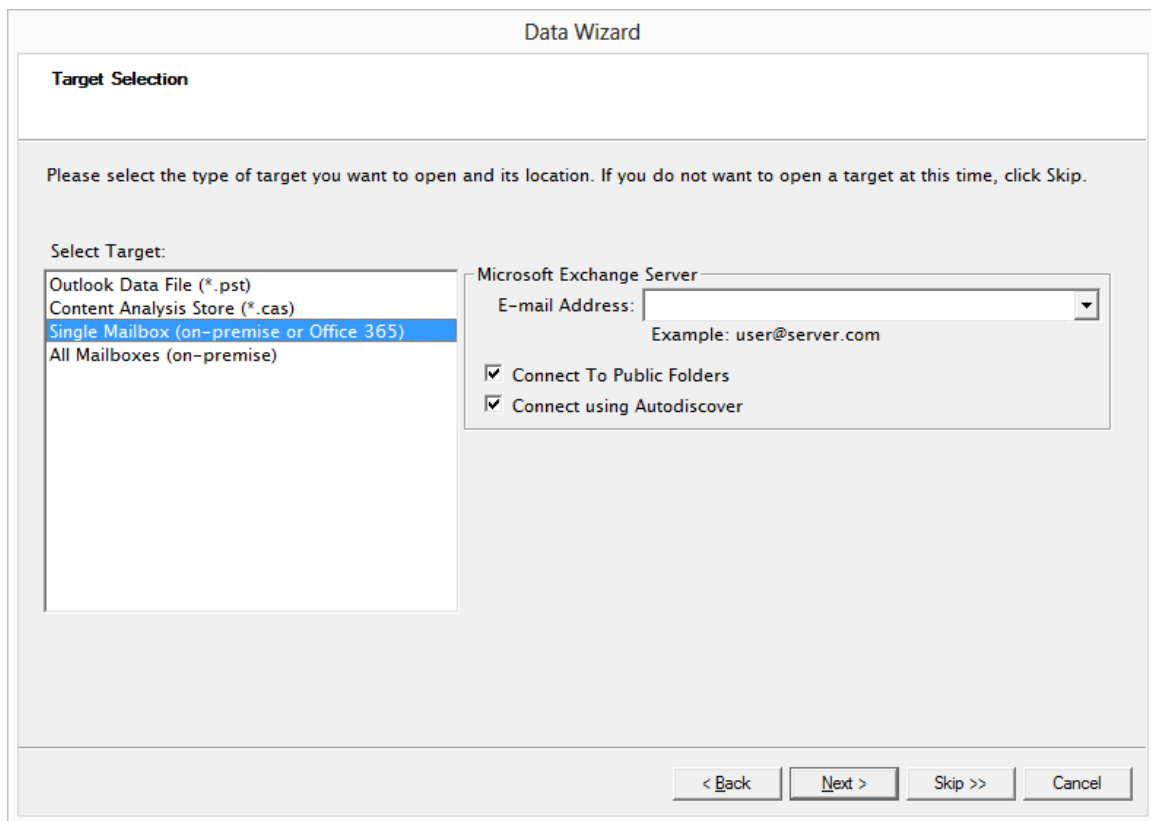 Data Wizard
Target Selection
Please select the type of target you want to open and its location. If you do not want to open a target at this time, click Skip.
Select Target:
Outlook Data File (*.pst)
Content Analysis Store (*.cas)
Single Mailbox (on-premise or Office 365)
All Mailboxes (on-premise)
Microsoft Exchange Server
E-mail Address:
Example: user@server.com
Connect To Public Folders
Connect using Autodiscover
< Back
Next >
Skip >>
Cancel